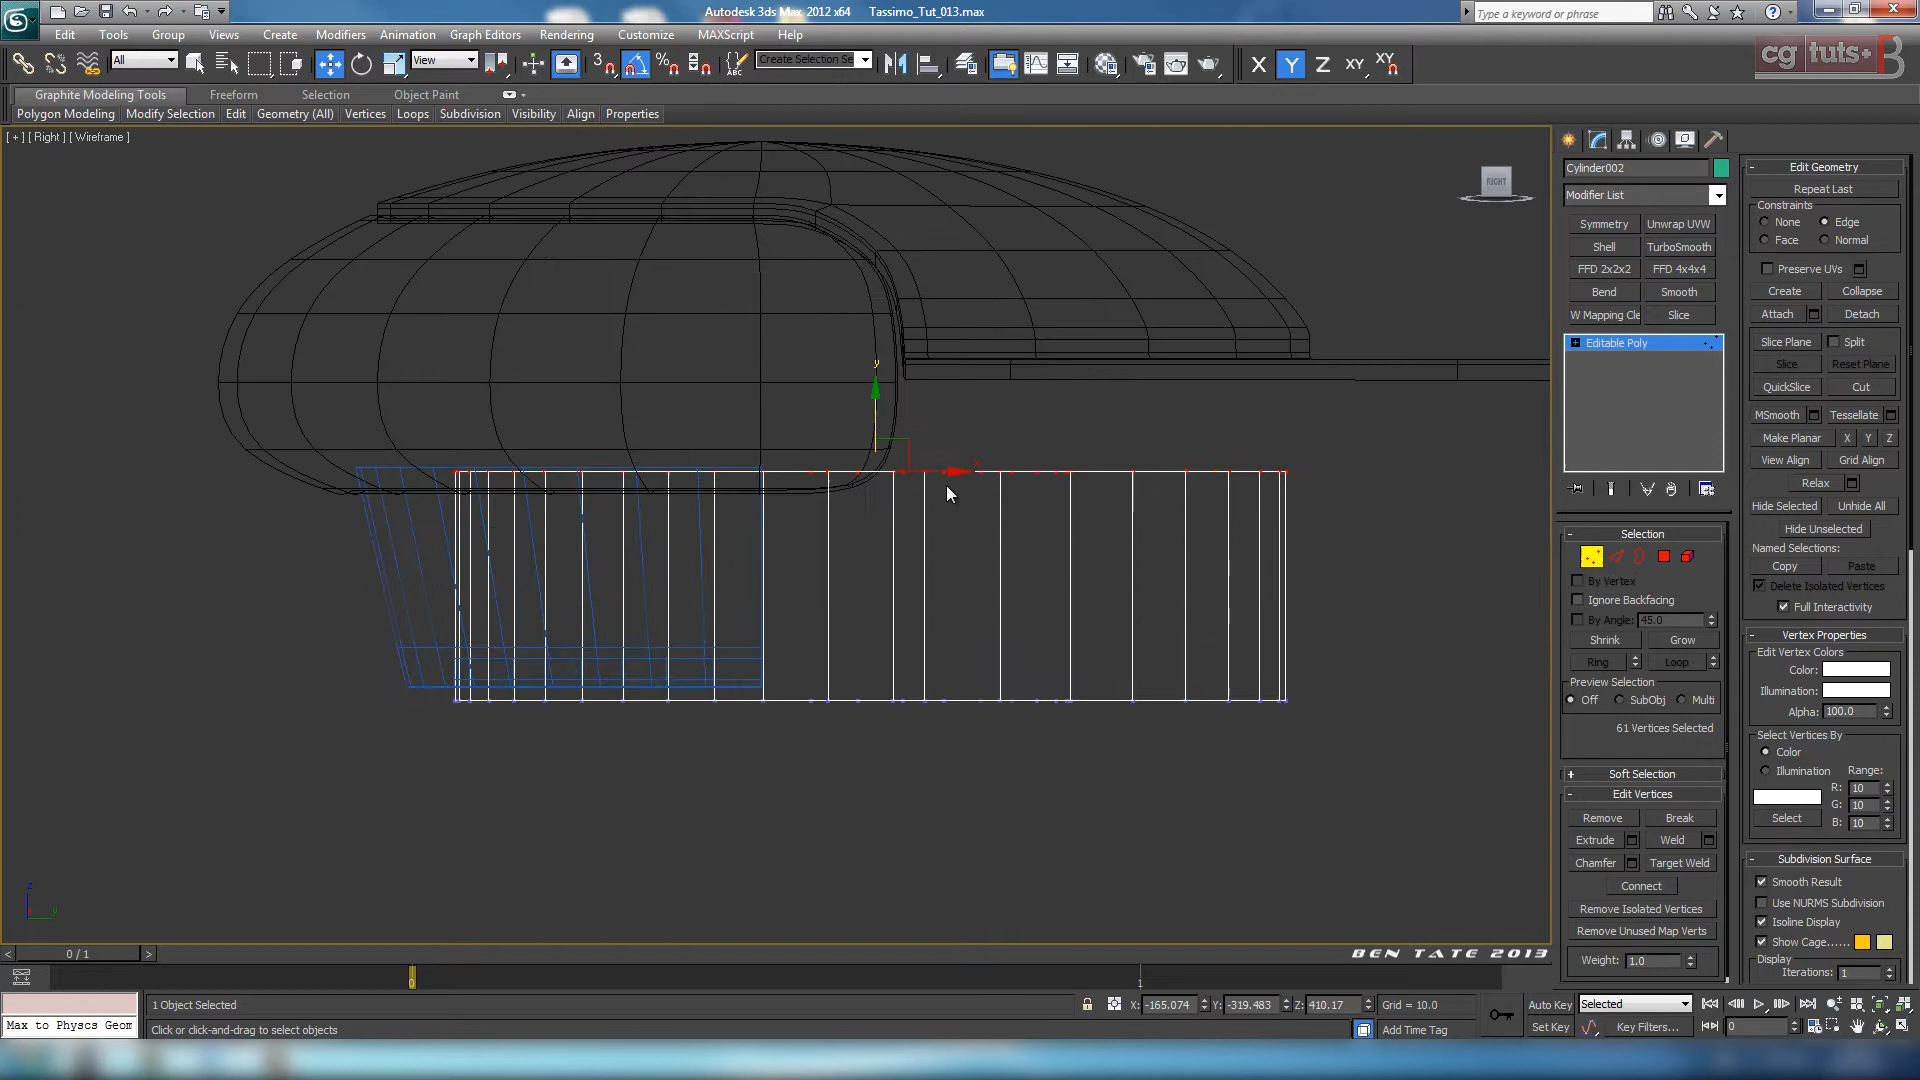 Autodesk 3ds Max 2012 x64 Tassimo_Tut_013.max
Type a keyword or phrase
Edit Tools Group Views Create Modifiers Animation Graph Editors Rendering Customize MAXScript Help
All View Create Selection Se X Y Z XY XY
cg tuts+
Graphite Modeling Tools Freeform Selection Object Paint
Polygon Modeling Modify Selection Edit Geometry (All) Vertices Loops Subdivision Visibility Align Properties
[ + ] [ Right ] [ Wireframe ]
RIGHT
Cylinder002
Modifier List
Symmetry Unwrap UVW
Shell TurboSmooth
FFD 2x2x2 FFD 4x4x4
Bend Smooth
W Mapping Cle Slice
Editable Poly
Selection
By Vertex
Ignore Backfacing
By Angle: 45.0
Shrink Grow
Ring Loop
Preview Selection
Off SubObj Multi
61 Vertices Selected
Soft Selection
Edit Vertices
Remove Break
Extrude Weld
Chamfer Target Weld
Connect
Remove Isolated Vertices
Remove Unused Map Verts
Weight: 1.0
Edit Geometry
Repeat Last
Constraints
None Edge
Face Normal
Preserve UVs
Create Collapse
Attach Detach
Slice Plane Split
Slice Reset Plane
QuickSlice Cut
MSmooth Tessellate
Make Planar X Y Z
View Align Grid Align
Relax
Hide Selected Unhide All
Hide Unselected
Named Selections:
Copy Paste
Delete Isolated Vertices
Full Interactivity
Vertex Properties
Edit Vertex Colors
Color:
Illumination:
Alpha: 100.0
Select Vertices By
Color
Illumination Range:
R: 10
G: 10
Select B: 10
Subdivision Surface
Smooth Result
Use NURMS Subdivision
Isoline Display
Show Cage......
Display
Iterations: 1
y
x
z
y
< 0 / 1 >
BEN TATE 2013
0 1
1 Object Selected X: -165.074 Y: -319.483 Z: 410.17 Grid = 10.0 Auto Key Selected
Max to Physcs Geom Click or click-and-drag to select objects Add Time Tag Set Key Key Filters... 0